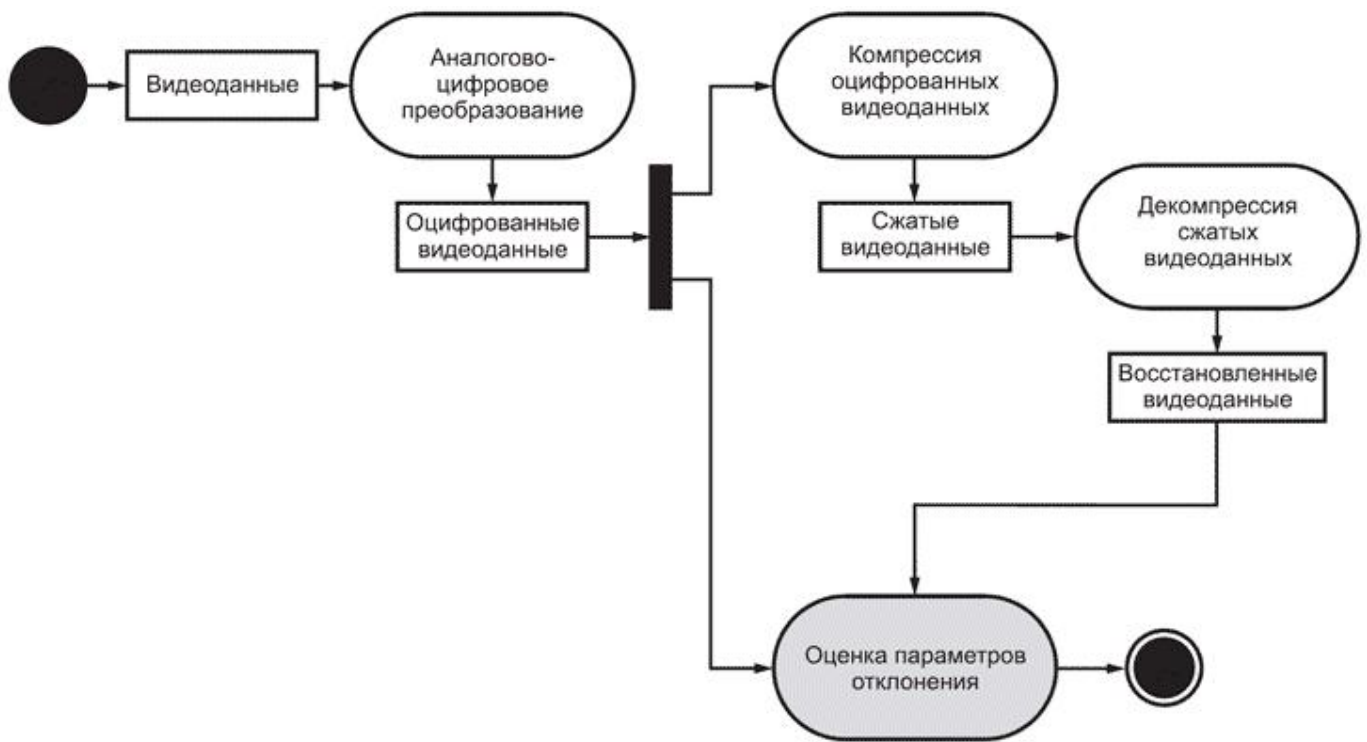 Видеоданные
Аналогово-
цифровое
преобразование
Оцифрованные
видеоданные
Компрессия
оцифрованных
видеоданных
Сжатые
видеоданные
Декомпрессия
сжатых
видеоданных
Восстановленные
видеоданные
Оценка параметров
отклонения